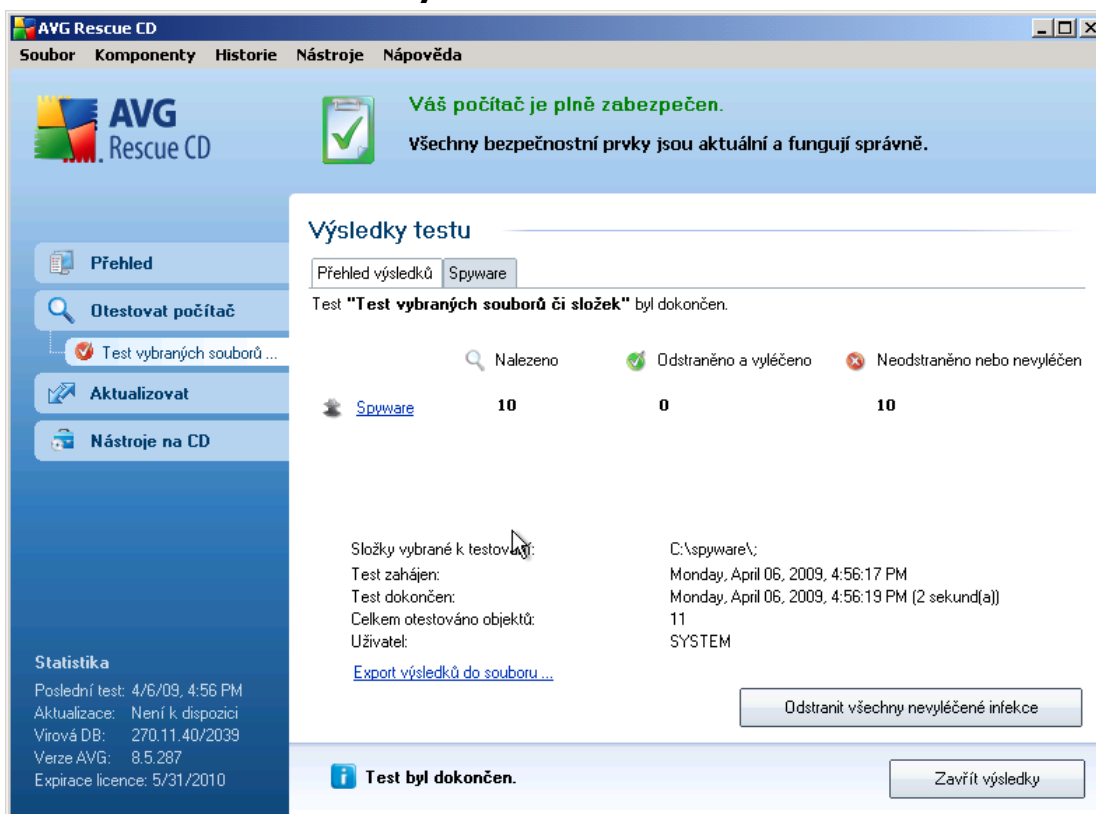 AVG Rescue CD
Soubor Komponenty Historie Nástroje Nápověda
AVG
Rescue CD
Váš počítač je plně zabezpečen.
Všechny bezpečnostní prvky jsou aktuální a fungují správně.
Přehled
Otestovat počítač
Test vybraných souborů ...
Aktualizovat
Nástroje na CD
Statistika
Poslední test: 4/6/09, 4:56 PM
Aktualizace: Není k dispozici
Virová DB: 270.11.40/2039
Verze AVG: 8.5.287
Expirace licence: 5/31/2010
Výsledky testu
Přehled výsledků Spyware
Test "Test vybraných souborů či složek" byl dokončen.
Nalezeno Odstraněno a vyléčeno Neodstraněno nebo nevyléčen
Spyware 10 0 10
Složky vybrané k testování: C:\spyware\;
Test zahájen: Monday, April 06, 2009, 4:56:17 PM
Test dokončen: Monday, April 06, 2009, 4:56:19 PM (2 sekund(a))
Celkem otestováno objektů: 11
Uživatel: SYSTEM
Export výsledků do souboru ...
Odstranit všechny nevyléčené infekce
Test byl dokončen.
Zavřít výsledky